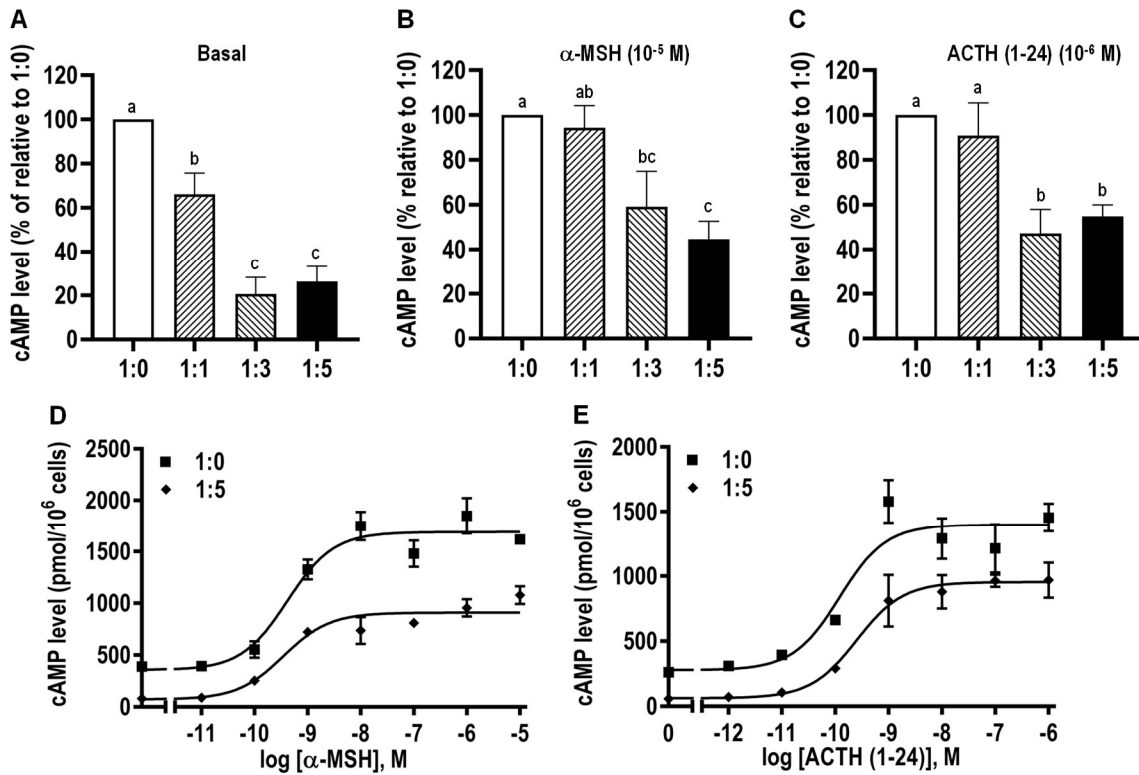 A
Basal
cAMP level (% of relative to 1:0)
120
100
80
60
40
20
0
a
b
c
c
1:0
1:1
1:3
1:5
B
α-MSH (10⁻⁵ M)
cAMP level (% relative to 1:0)
120
100
80
60
40
20
0
a
ab
bc
c
1:0
1:1
1:3
1:5
C
ACTH (1-24) (10⁻⁶ M)
cAMP level (% relative to 1:0)
120
100
80
60
40
20
0
a
a
b
b
1:0
1:1
1:3
1:5
D
cAMP level (pmol/10⁶ cells)
2500
2000
1500
1000
500
0
1:0
1:5
-11
-10
-9
-8
-7
-6
-5
log [α-MSH], M
E
cAMP level (pmol/10⁶ cells)
2000
1500
1000
500
0
1:0
1:5
0
-12
-11
-10
-9
-8
-7
-6
log [ACTH (1-24)], M